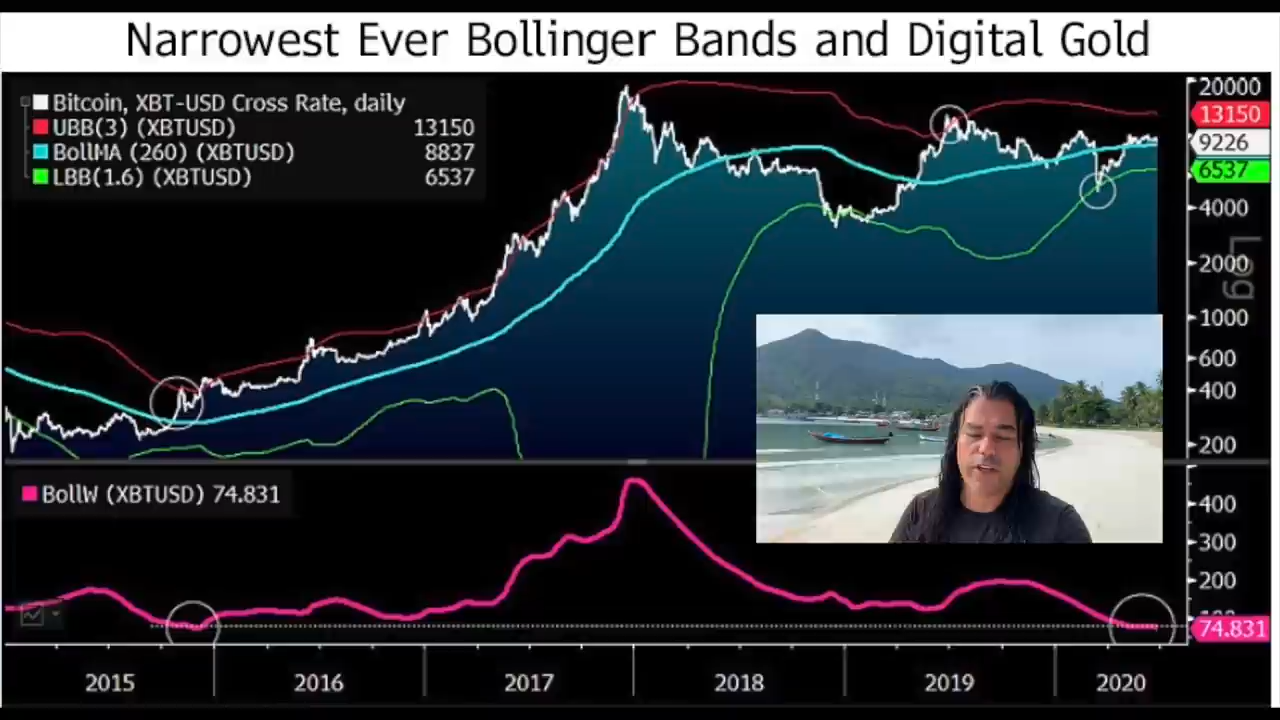 Narrowest Ever Bollinger Bands and Digital Gold
Bitcoin, XBT-USD Cross Rate, daily
UBB(3) (XBTUSD) 13150
BollMA (260) (XBTUSD) 8837
LBB(1.6) (XBTUSD) 6537
20000
13150
9226
6537
4000
2000
Log
1000
600
400
200
BollW (XBTUSD) 74.831
400
300
200
100
74.831
2015 2016 2017 2018 2019 2020